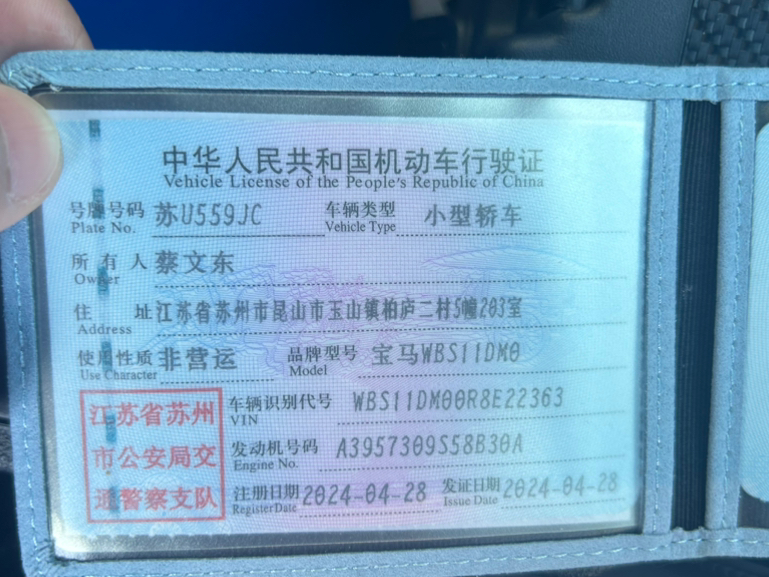 中华人民共和国机动车行驶证
Vehicle License of the People's Republic of China
号牌号码 苏U559JC 车辆类型 小型轿车
Plate No. Vehicle Type
所有人 蔡文东
Owner
住址 江苏省苏州市昆山市玉山镇柏庐二村5幢203室
Address
使用性质 非营运 品牌型号 宝马WBS11DM0
Use Character Model
江苏省苏州
市公安局交
通警察支队
车辆识别代号 WBS11DM00R8E22363
VIN
发动机号码 A3957309S58B30A
Engine No.
注册日期 2024-04-28 发证日期 2024-04-28
Register Date Issue Date